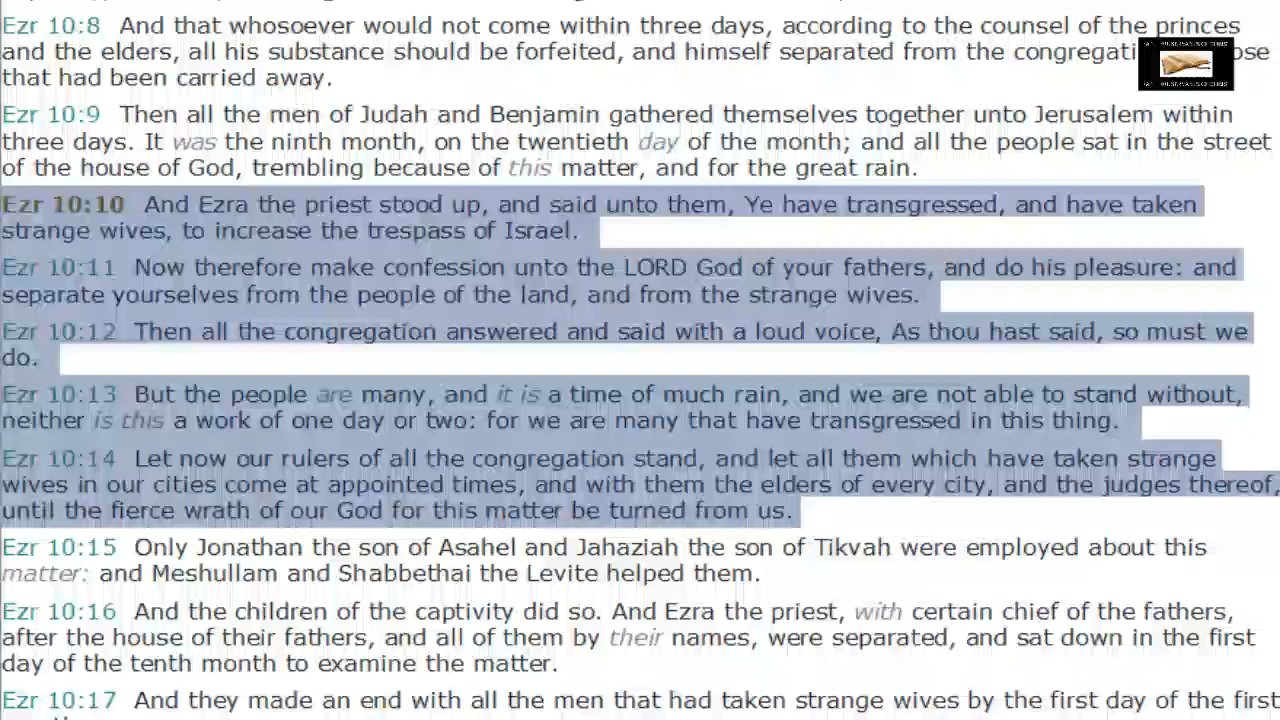 Ezr 10:8 And that whosoever would not come within three days, according to the counsel of the princes
and the elders, all his substance should be forfeited, and himself separated from the
that had been carried away.
Ezr 10:9 Then all the men of Judah and Benjamin gathered themselves together unto Jerusalem within
three days. It was the ninth month, on the twentieth day of the month; and all the people sat in the street
of the house of God, trembling because of this matter, and for the great rain.
Ezr 10:10 And Ezra the priest stood up, and said unto them, Ye have transgressed, and have taken
strange wives, to increase the trespass of Israel.
Ezr 10:11 Now therefore make confession unto the LORD God of your fathers, and do his pleasure: and
separate yourselves from the people of the land, and from the strange wives.
Ezr 10:12 Then all the congregation answered and said with a loud voice, As thou hast said, so must we
do.
Ezr 10:13 But the people are many, and it is a time of much rain, and we are not able to stand without,
neither is this a work of one day or two: for we are many that have transgressed in this thing.
Ezr 10:14 Let now our rulers of all the congregation stand, and let all them which have taken strange
wives in our cities come at appointed times, and with them the elders of every city, and the judges thereof,
until the fierce wrath of our God for this matter be turned from us.
Ezr 10:15 Only Jonathan the son of Asahel and Jahaziah the son of Tikvah were employed about this
matter: and Meshullam and Shabbethai the Levite helped them.
Ezr 10:16 And the children of the captivity did so. And Ezra the priest, with certain chief of the fathers,
after the house of their fathers, and all of them by their names, were separated, and sat down in the first
day of the tenth month to examine the matter.
Ezr 10:17 And they made an end with all the men that had taken strange wives by the first day of the first